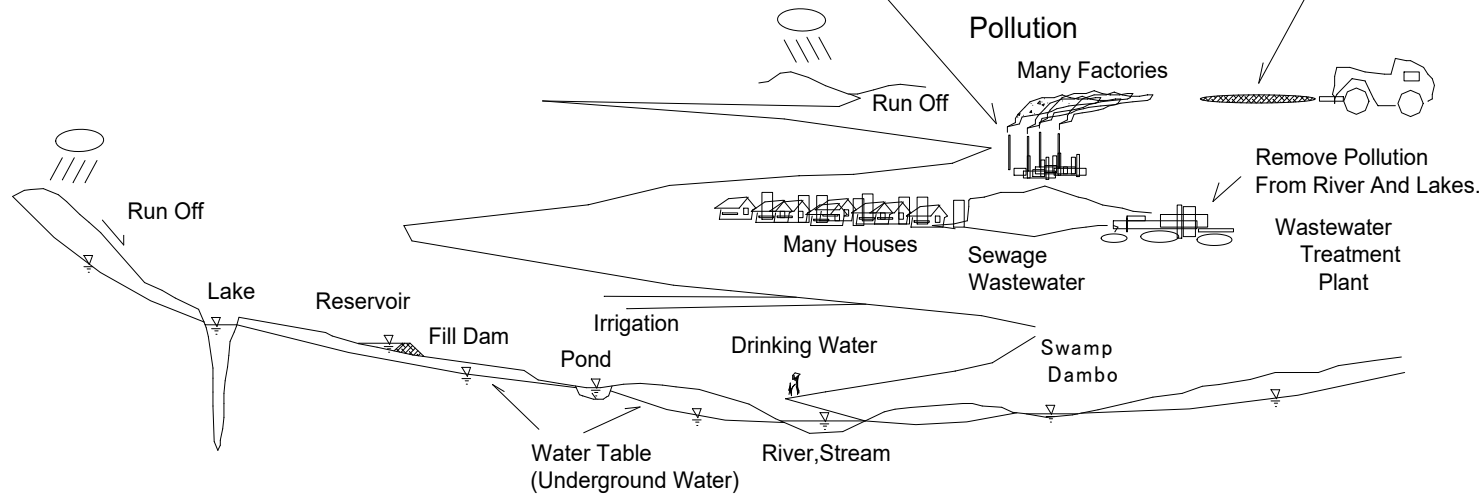 Pollution
Many Factories
Run Off
Remove Pollution
From River And Lakes.
Run Off
Many Houses
Wastewater
Treatment
Plant
Sewage
Wastewater
Lake
Reservoir
Irrigation
Fill Dam
Drinking Water
Swamp
Dambo
Pond
Water Table
(Underground Water)
River,Stream